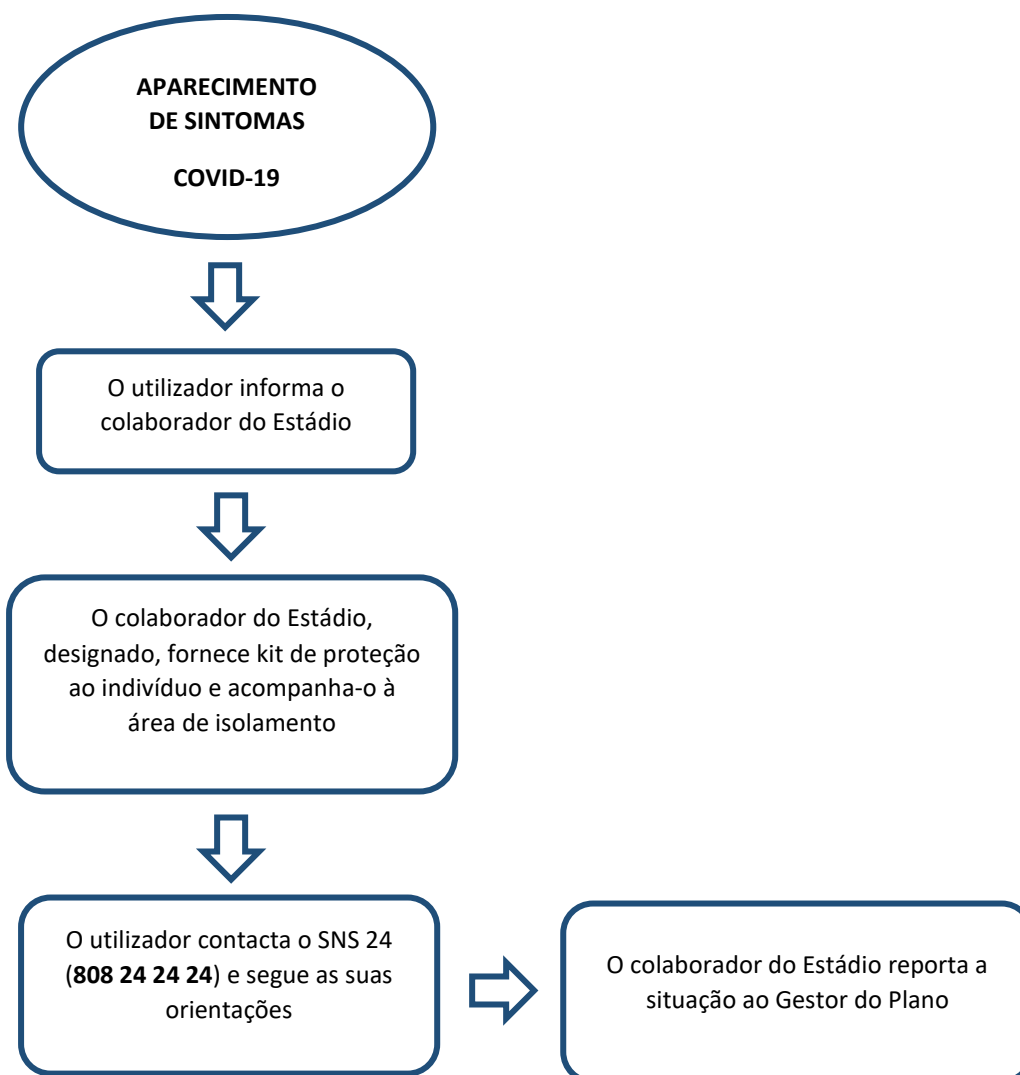 APARECIMENTO
DE SINTOMAS
COVID-19
O utilizador informa o
colaborador do Estádio
O colaborador do Estádio,
designado, fornece kit de proteção
ao indivíduo e acompanha-o à
área de isolamento
O utilizador contacta o SNS 24
(808 24 24 24) e segue as suas
orientações
O colaborador do Estádio reporta a
situação ao Gestor do Plano